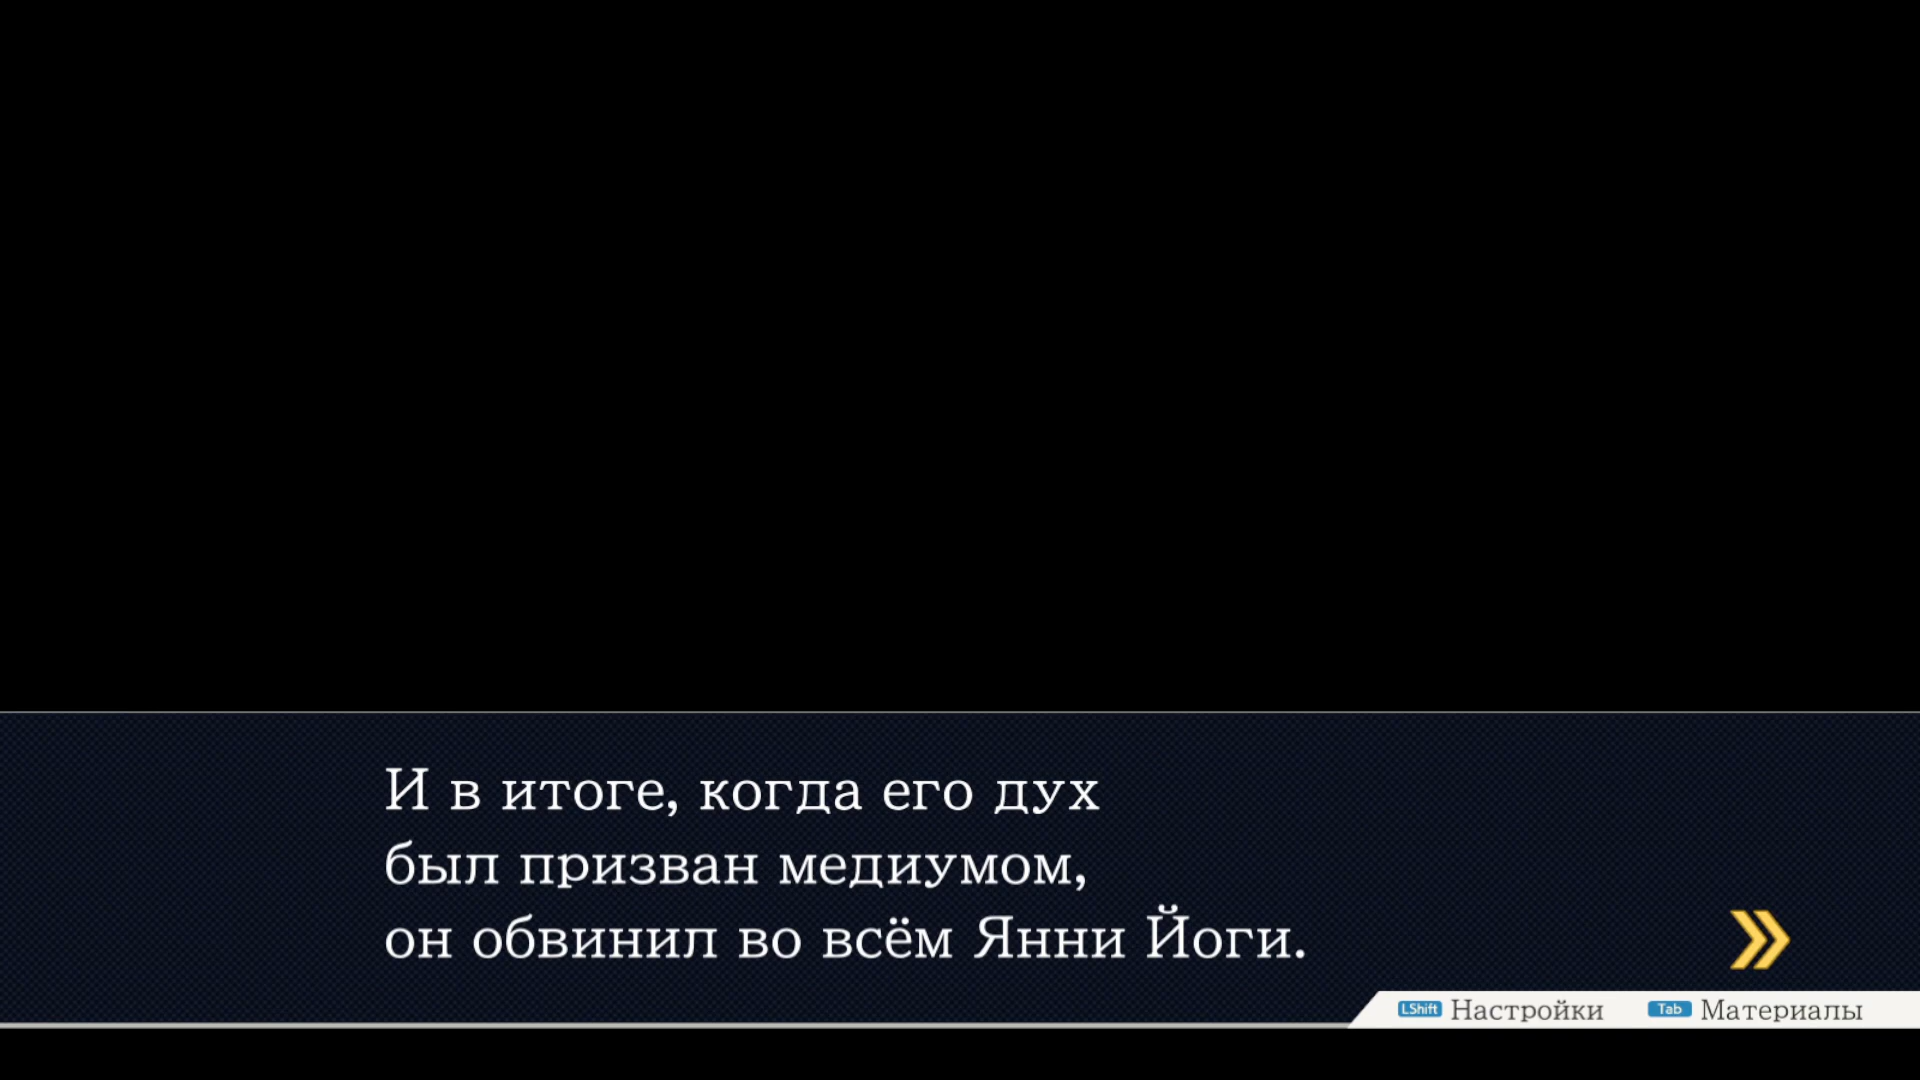 И в итоге, когда его дух
был призван медиумом,
он обвинил во всём Янни Йоги.
LShift Настройки Tab Материалы